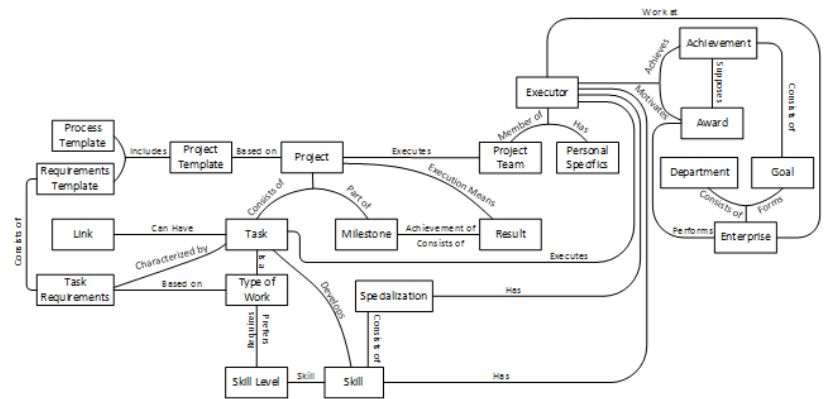 Work at
Achievement
Achieves
Supposes
Consists of
Executor
Motivates
Award
Process
Template
Member of
Has
Includes
Project
Template
Based on
Project
Executes
Project
Team
Personal
Specifics
Requirements
Template
Execution Means
Department
Goal
Consists of
Part of
Consists of
Forms
Consists of
Link
Can Have
Task
Milestone
Achievement of
Consists of
Result
Performs
Enterprise
Characterized by
Is a
Executes
Task
Requirements
Based on
Type of
Work
Develops
Specialization
Has
Requires
Prefers
Consists of
Skill Level
Skill
Skill
Has